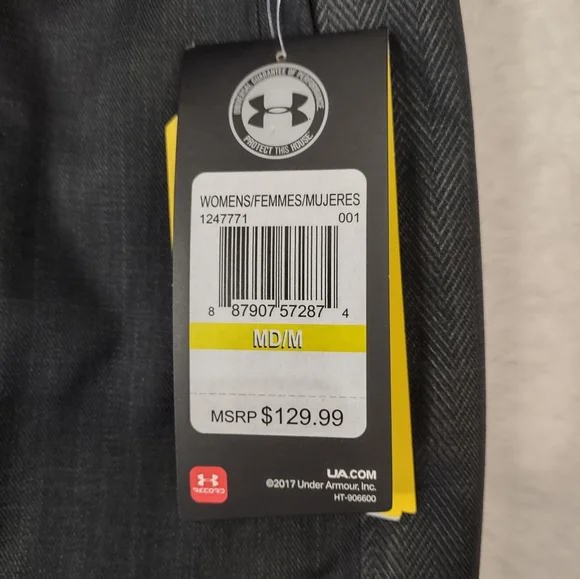 UNIVERSAL GUARANTEE OF PERFORMANCE
PROTECT THIS HOUSE
WOMENS/FEMMES/MUJERES
1247771 001
8 87907 57287 4
MD/M
MSRP $129.99
UA.COM
©2017 Under Armour, Inc.
HT-906600